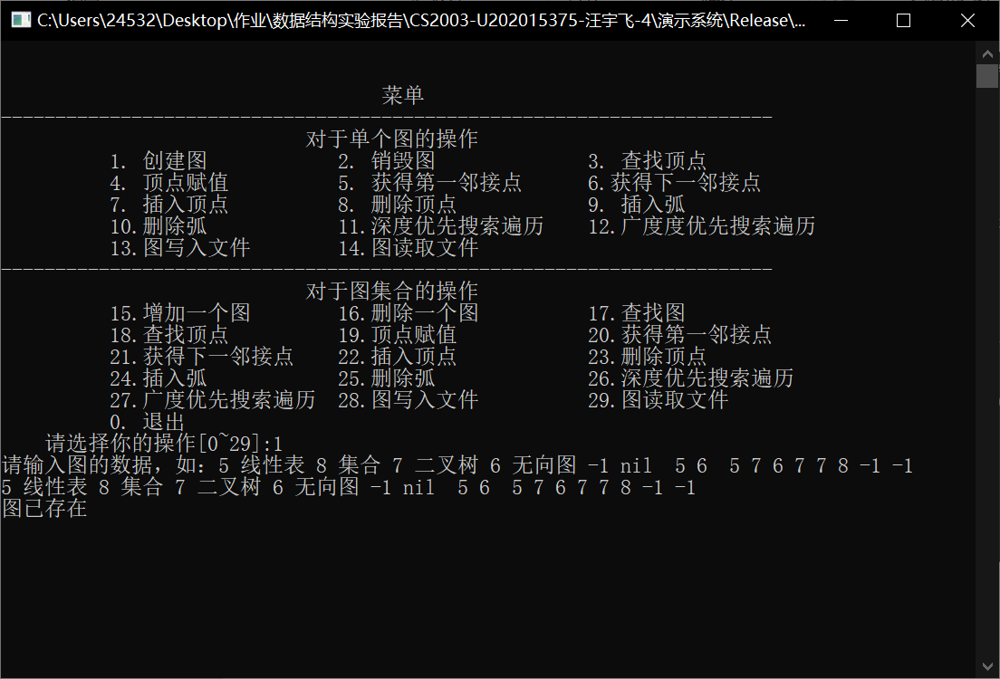 C:\Users\24532\Desktop\作业\数据结构实验报告\CS2003-U202015375-汪宇飞-4\演示系统\Release\...
菜单
-----------------------------------------------------------------------
对于单个图的操作
1. 创建图 2. 销毁图 3. 查找顶点
4. 顶点赋值 5. 获得第一邻接点 6.获得下一邻接点
7. 插入顶点 8. 删除顶点 9. 插入弧
10.删除弧 11.深度优先搜索遍历 12.广度度优先搜索遍历
13.图写入文件 14.图读取文件
-----------------------------------------------------------------------
对于图集合的操作
15.增加一个图 16.删除一个图 17.查找图
18.查找顶点 19.顶点赋值 20.获得第一邻接点
21.获得下一邻接点 22.插入顶点 23.删除顶点
24.插入弧 25.删除弧 26.深度优先搜索遍历
27.广度优先搜索遍历 28.图写入文件 29.图读取文件
0. 退出
请选择你的操作[0~29]:1
请输入图的数据，如：5 线性表 8 集合 7 二叉树 6 无向图 -1 nil  5 6  5 7 6 7 7 8 -1 -1
5 线性表 8 集合 7 二叉树 6 无向图 -1 nil  5 6  5 7 6 7 7 8 -1 -1
图已存在